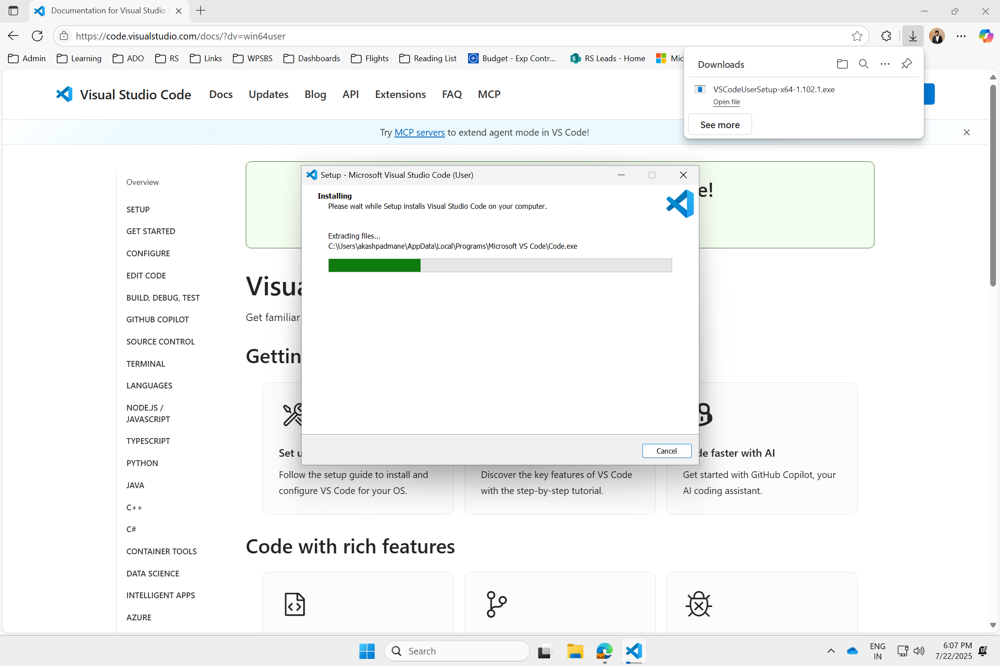 Documentation for Visual Studio
https://code.visualstudio.com/docs/?dv=win64user
Admin
Learning
ADO
RS
Links
WPSBS
Dashboards
Flights
Reading List
Budget - Exp Contr...
RS Leads - Home
Mic
Downloads
VSCodeUserSetup-x64-1.102.1.exe
Open file
See more
Visual Studio Code
Docs
Updates
Blog
API
Extensions
FAQ
MCP
Try MCP servers to extend agent mode in VS Code!
Overview
SETUP
GET STARTED
CONFIGURE
EDIT CODE
BUILD, DEBUG, TEST
GITHUB COPILOT
SOURCE CONTROL
TERMINAL
LANGUAGES
NODE.JS /
JAVASCRIPT
TYPESCRIPT
PYTHON
JAVA
C++
C#
CONTAINER TOOLS
DATA SCIENCE
INTELLIGENT APPS
AZURE
e!
Setup - Microsoft Visual Studio Code (User)
Installing
Please wait while Setup installs Visual Studio Code on your computer.
Extracting files...
C:\Users\akashpadmane\AppData\Local\Programs\Microsoft VS Code\Code.exe
Cancel
Visua
Get familiar
Gettin
Set u
Follow the setup guide to install and
configure VS Code for your OS.
Discover the key features of VS Code
with the step-by-step tutorial.
de faster with AI
Get started with GitHub Copilot, your
AI coding assistant.
Code with rich features
Search
ENG
IN
6:07 PM
7/22/2025